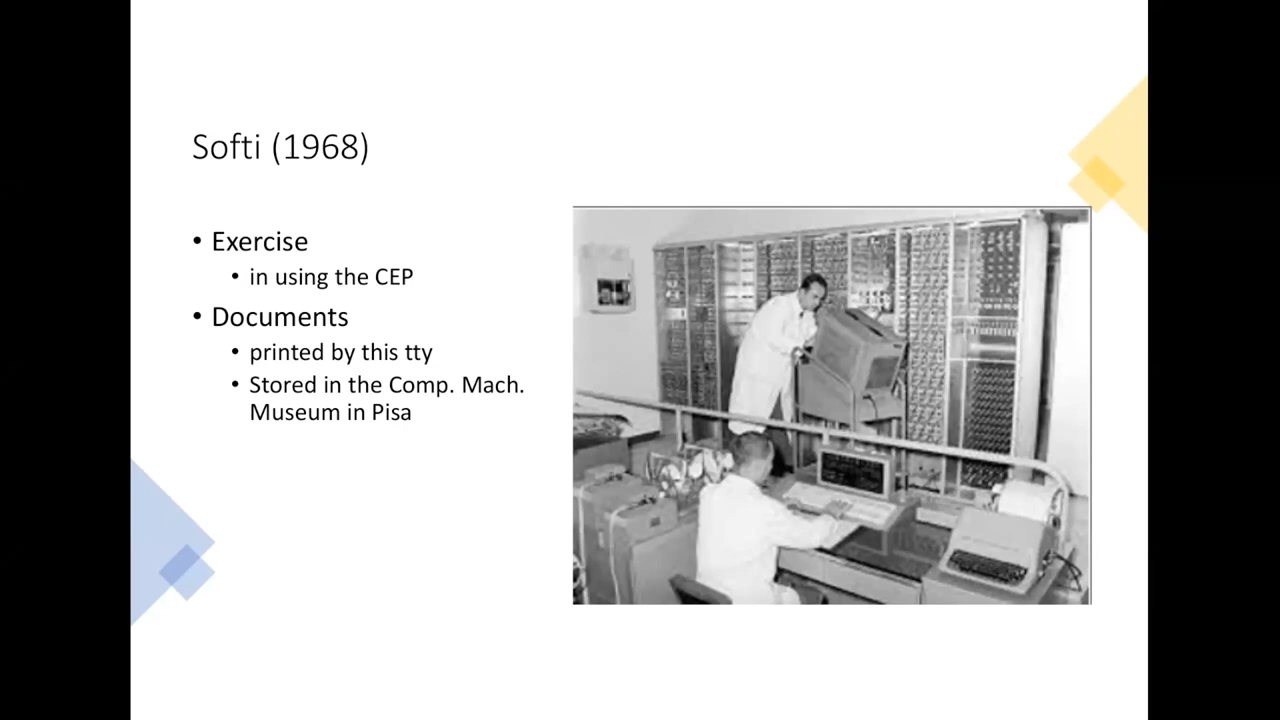 Softi (1968)
• Exercise
• in using the CEP
• Documents
• printed by this tty
• Stored in the Comp. Mach.
Museum in Pisa